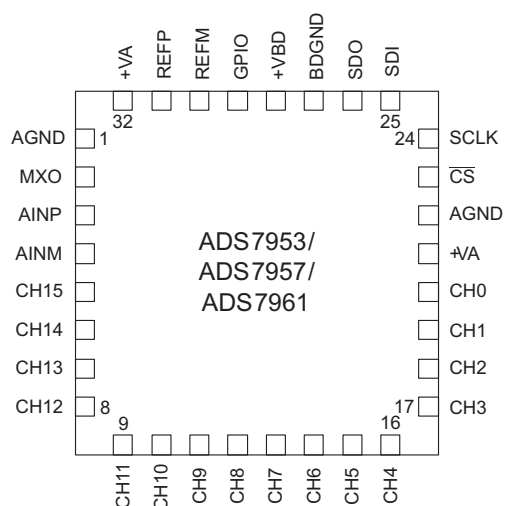 +VA
REFP
REFM
GPIO
+VBD
BDGND
SDO
SDI
32
25
AGND
1
24
SCLK
MXO
CS
AINP
AGND
AINM
+VA
ADS7953/
ADS7957/
ADS7961
CH15
CH0
CH14
CH1
CH13
CH2
CH12
8
17
CH3
9
16
CH11
CH10
CH9
CH8
CH7
CH6
CH5
CH4